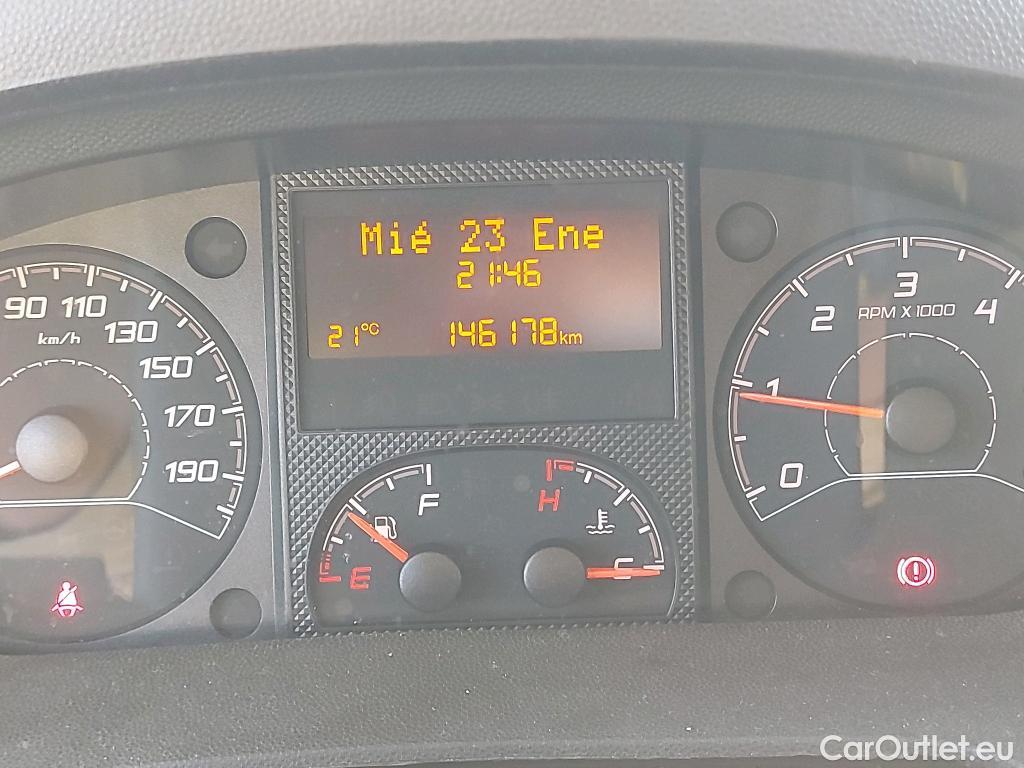 Mié 23 Ene
21:46
21°C 146178km
90 110 130 150 170 190
km/h
F
E
H
C
0 1 2 3 4
RPM X 1000
CarOutlet.eu